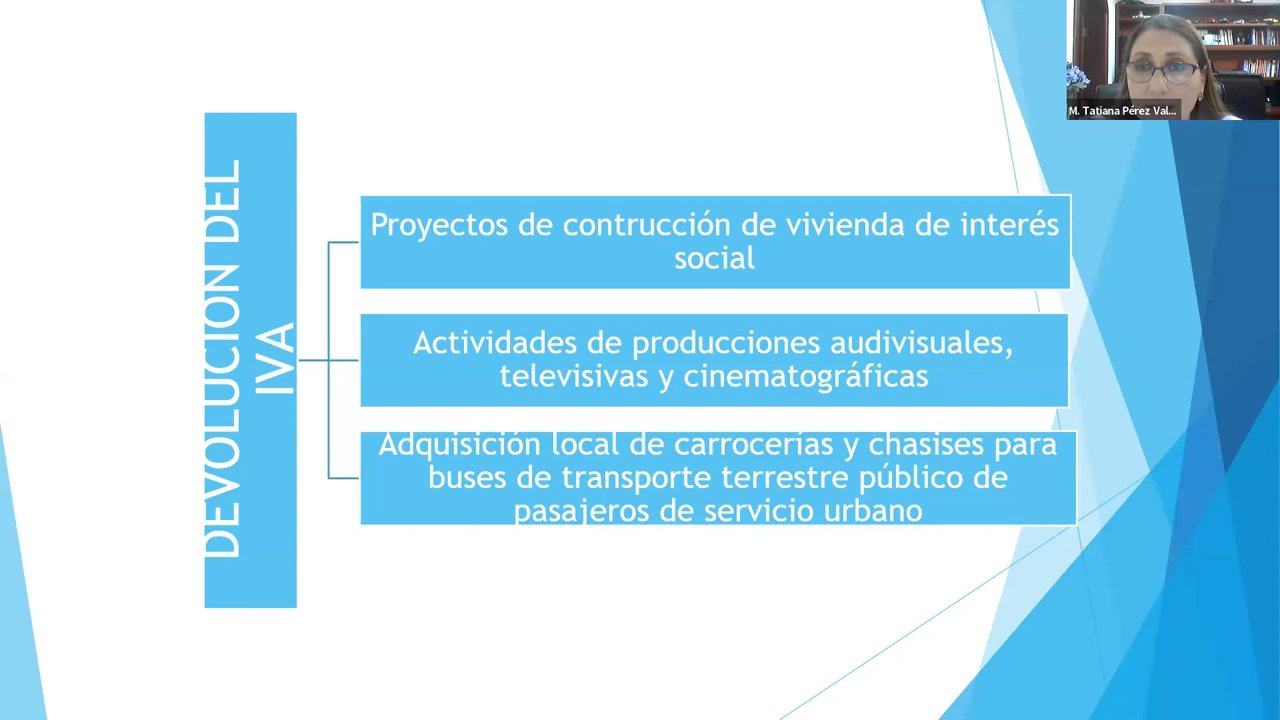 M. Tatiana Pérez Val...
DEVOLUCION DEL
IVA
Proyectos de contrucción de vivienda de interés
social
Actividades de producciones audivisuales,
televisivas y cinematográficas
Adquisición local de carrocerías y chasises para
buses de transporte terrestre público de
pasajeros de servicio urbano